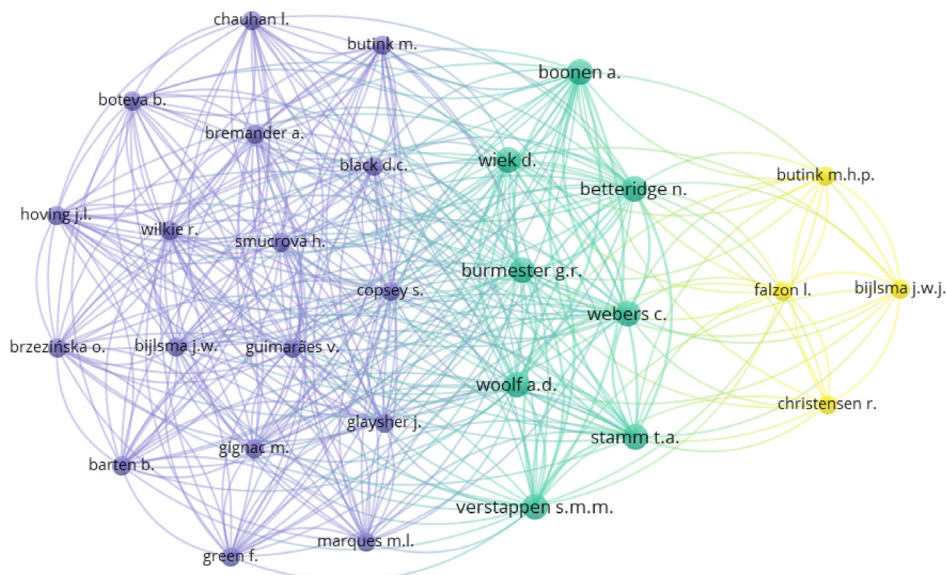 chauhan l.
butink m.
boonen a.
boteva b.
bremander a.
black d.c.
wiek d.
betteridge n.
butink m.h.p.
hoving j.l.
wilkie r.
smucrova h.
burmester g.r.
copsey s.
falzon l.
bijlsma j.w.j.
webers c.
brzezińska o.
bijlsma j.w.
guimarães v.
woolf a.d.
christensen r.
glaysher j.
stamm t.a.
gignac m.
barten b.
verstappen s.m.m.
marques m.l.
green f.